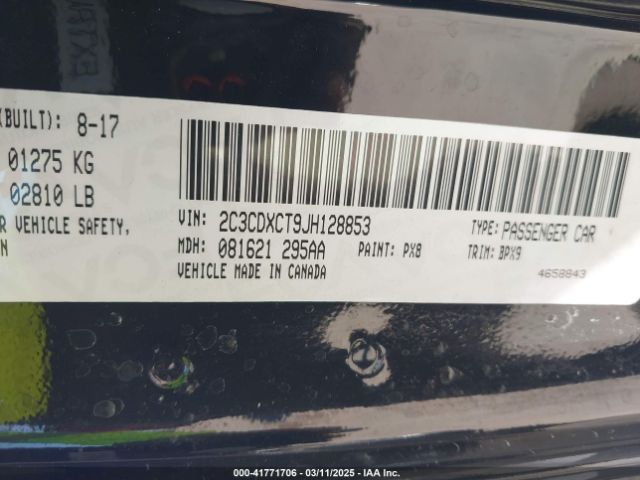 (BUILT): 8-17
01275 KG
02810 LB
R VEHICLE SAFETY,
N
VIN: 2C3CDXCT9JH128853
TYPE: PASSENGER CAR
MDH: 081621 295AA
PAINT: PX8
TRIM: BPX9
VEHICLE MADE IN CANADA
4658843
000-41771706 - 03/11/2025 - IAA Inc.